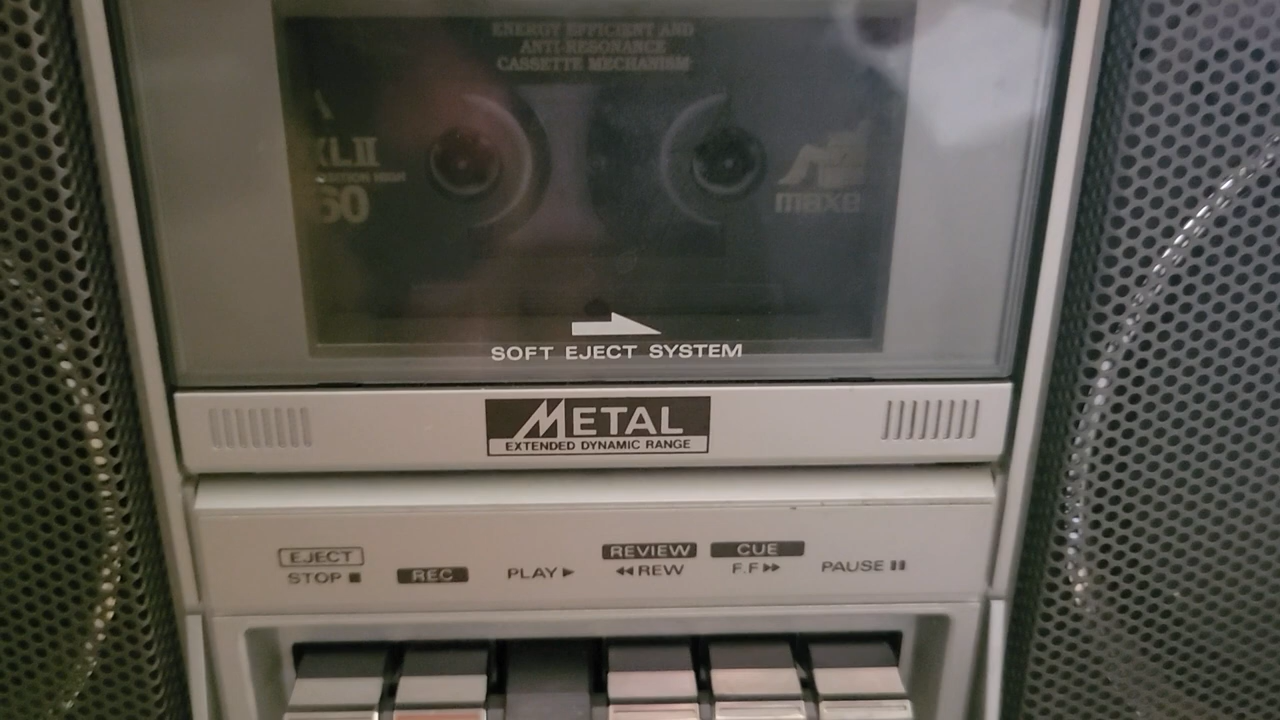 ENERGY EFFICIENT AND
ANTI-RESONANCE
CASSETTE MECHANISM
XLII
60
maxe
SOFT EJECT SYSTEM
METAL
EXTENDED DYNAMIC RANGE
EJECT
STOP ■
REC
PLAY ▶
REVIEW
◀◀ REW
CUE
F.F ▶▶
PAUSE ▮▮